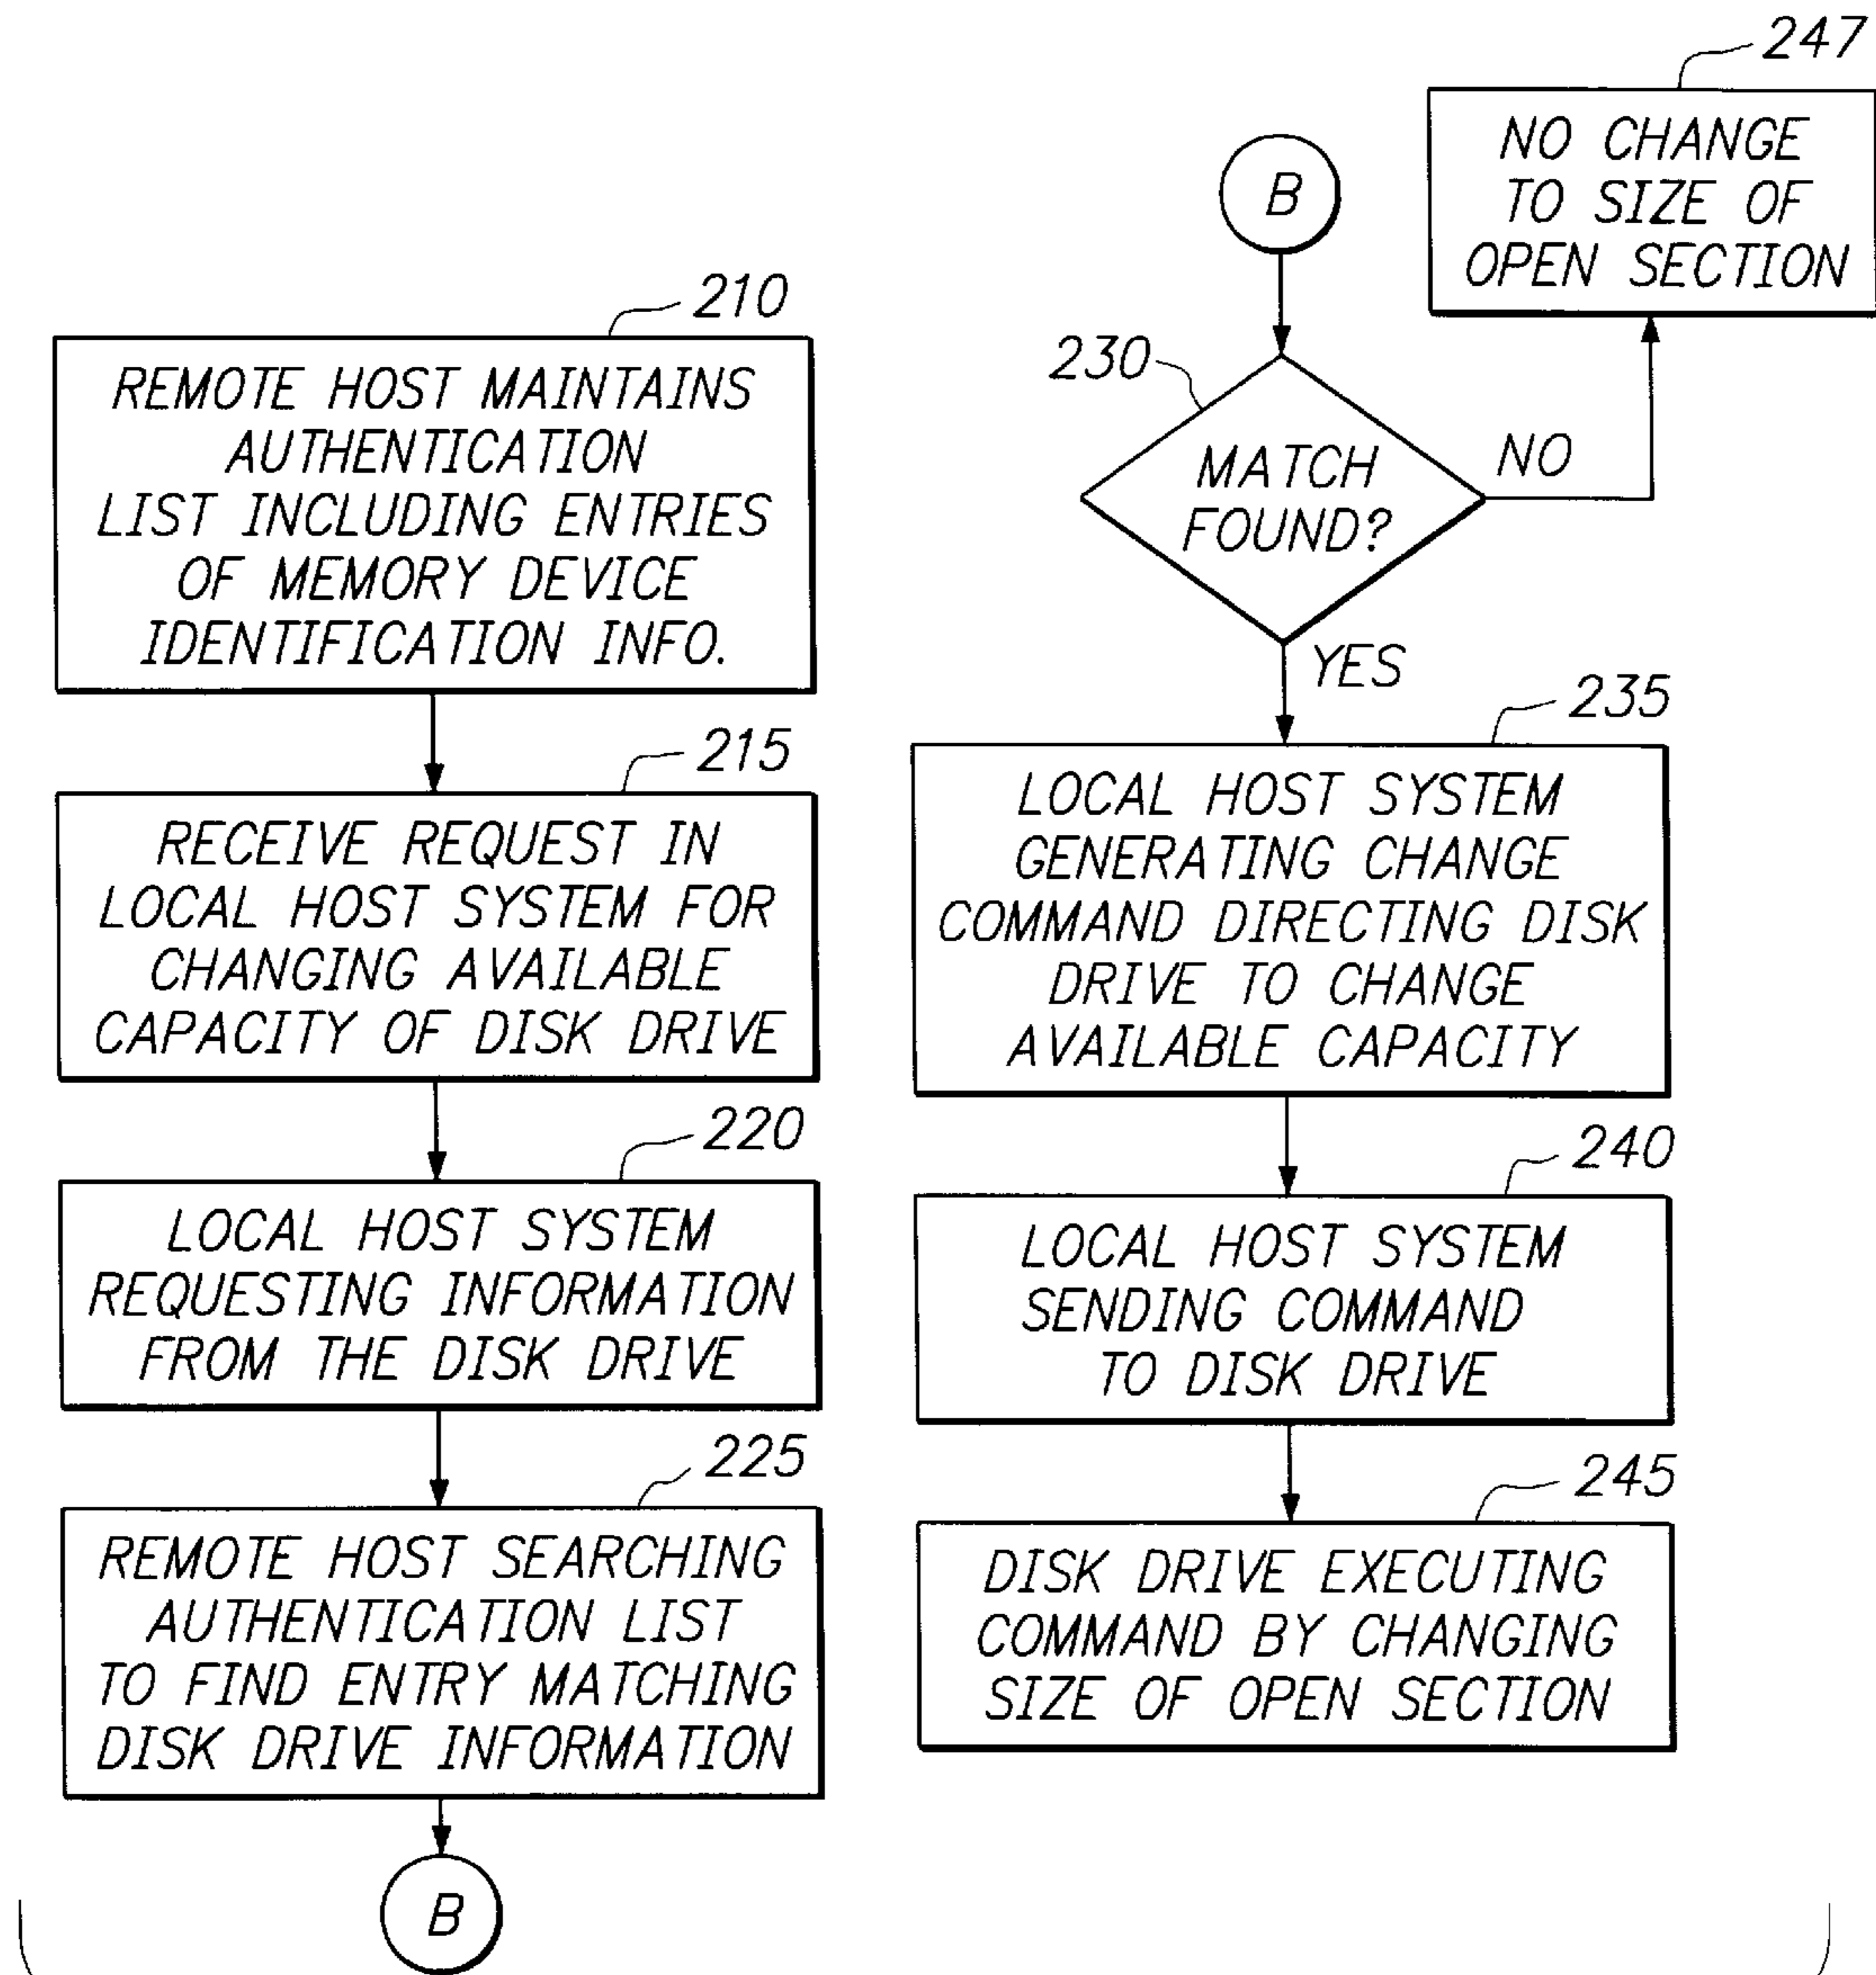 210
REMOTE HOST MAINTAINS
AUTHENTICATION
LIST INCLUDING ENTRIES
OF MEMORY DEVICE
IDENTIFICATION INFO.
215
RECEIVE REQUEST IN
LOCAL HOST SYSTEM FOR
CHANGING AVAILABLE
CAPACITY OF DISK DRIVE
220
LOCAL HOST SYSTEM
REQUESTING INFORMATION
FROM THE DISK DRIVE
225
REMOTE HOST SEARCHING
AUTHENTICATION LIST
TO FIND ENTRY MATCHING
DISK DRIVE INFORMATION
B
B
230
MATCH
FOUND?
NO
247
NO CHANGE
TO SIZE OF
OPEN SECTION
YES
235
LOCAL HOST SYSTEM
GENERATING CHANGE
COMMAND DIRECTING DISK
DRIVE TO CHANGE
AVAILABLE CAPACITY
240
LOCAL HOST SYSTEM
SENDING COMMAND
TO DISK DRIVE
245
DISK DRIVE EXECUTING
COMMAND BY CHANGING
SIZE OF OPEN SECTION